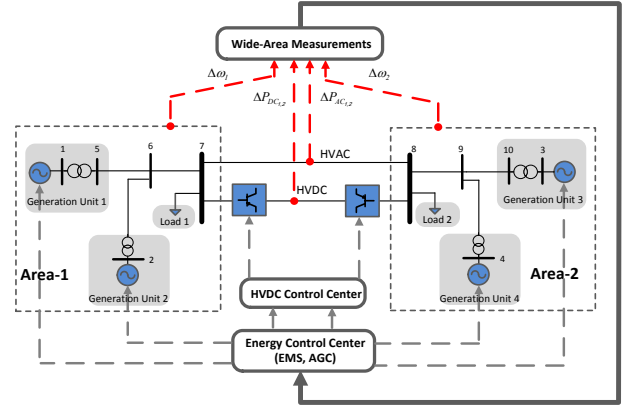 Wide-Area Measurements
Δω₁
Δω₂
ΔP_DC₁,₂
ΔP_AC₁,₂
1
5
6
7
8
9
10
3
HVAC
HVDC
Generation Unit 1
Load 1
Load 2
Generation Unit 3
2
4
Area-1
Area-2
Generation Unit 2
Generation Unit 4
HVDC Control Center
Energy Control Center
(EMS, AGC)